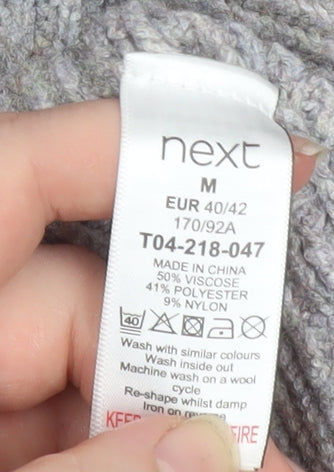 next
M
EUR 40/42
170/92A
T04-218-047
MADE IN CHINA
50% VISCOSE
41% POLYESTER
9% NYLON
40
Wash with similar colours
Wash inside out
Machine wash on a wool
cycle
Re-shape whilst damp
Iron on reverse
FIRE